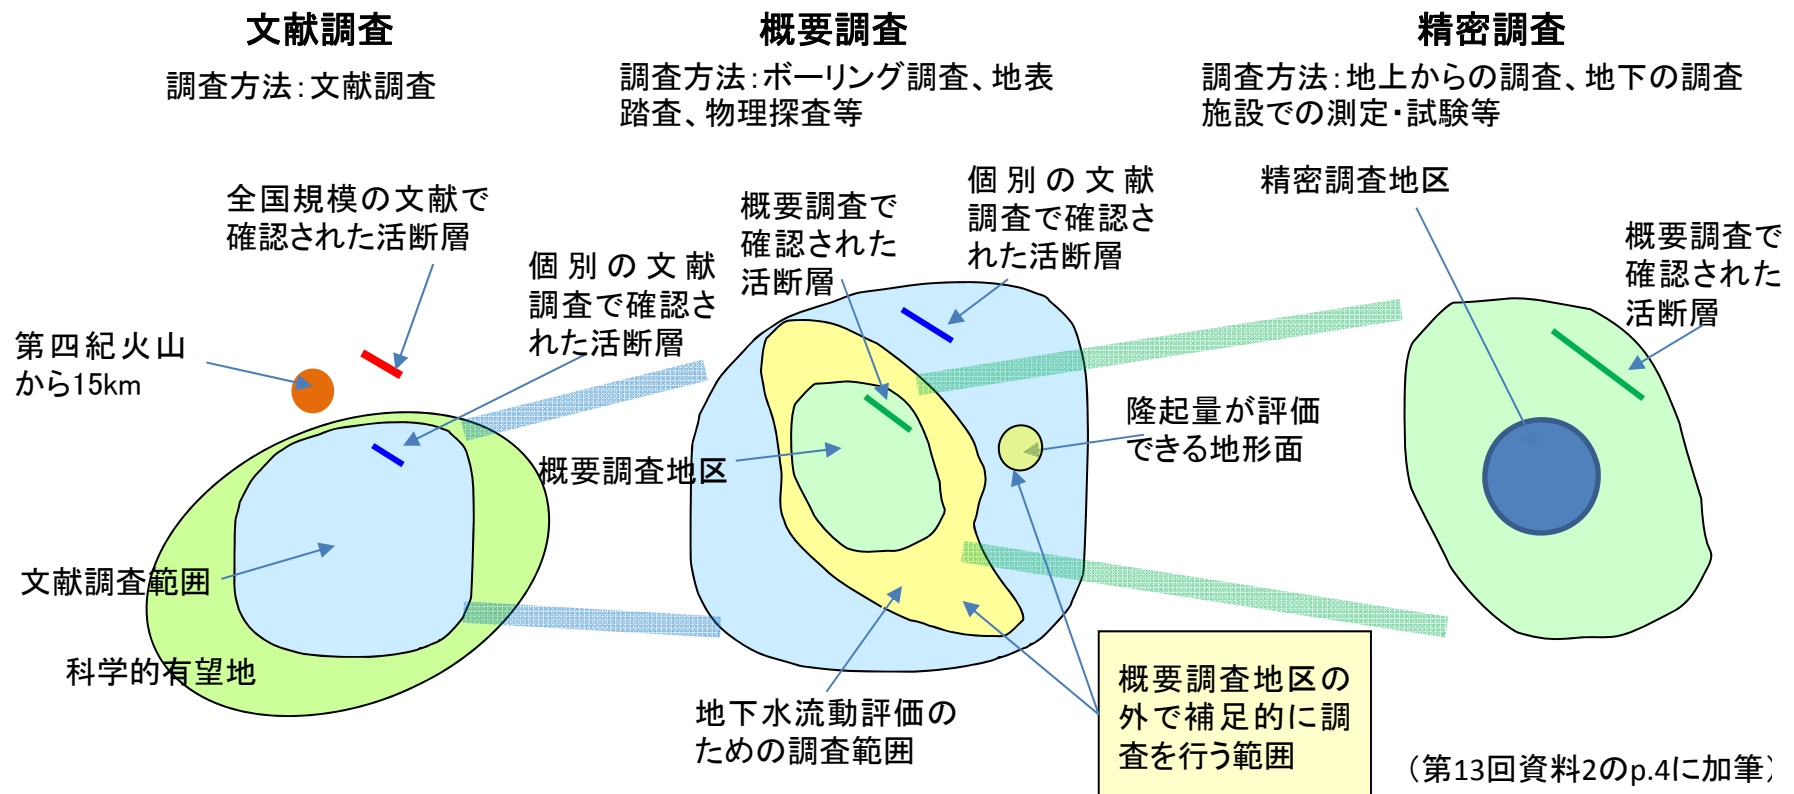 文献調査
調査方法：文献調査
全国規模の文献で
確認された活断層
個別の文献
調査で確認さ
れた活断層
第四紀火山
から15km
文献調査範囲
科学的有望地
概要調査
調査方法：ボーリング調査、地表
踏査、物理探査等
概要調査で
確認された
活断層
個別の文献
調査で確認さ
れた活断層
概要調査地区
隆起量が評価
できる地形面
地下水流動評価の
ための調査範囲
概要調査地区の
外で補足的に調
査を行う範囲
精密調査
調査方法：地上からの調査、地下の調査
施設での測定・試験等
精密調査地区
概要調査で
確認された
活断層
（第13回資料2のp.4に加筆）